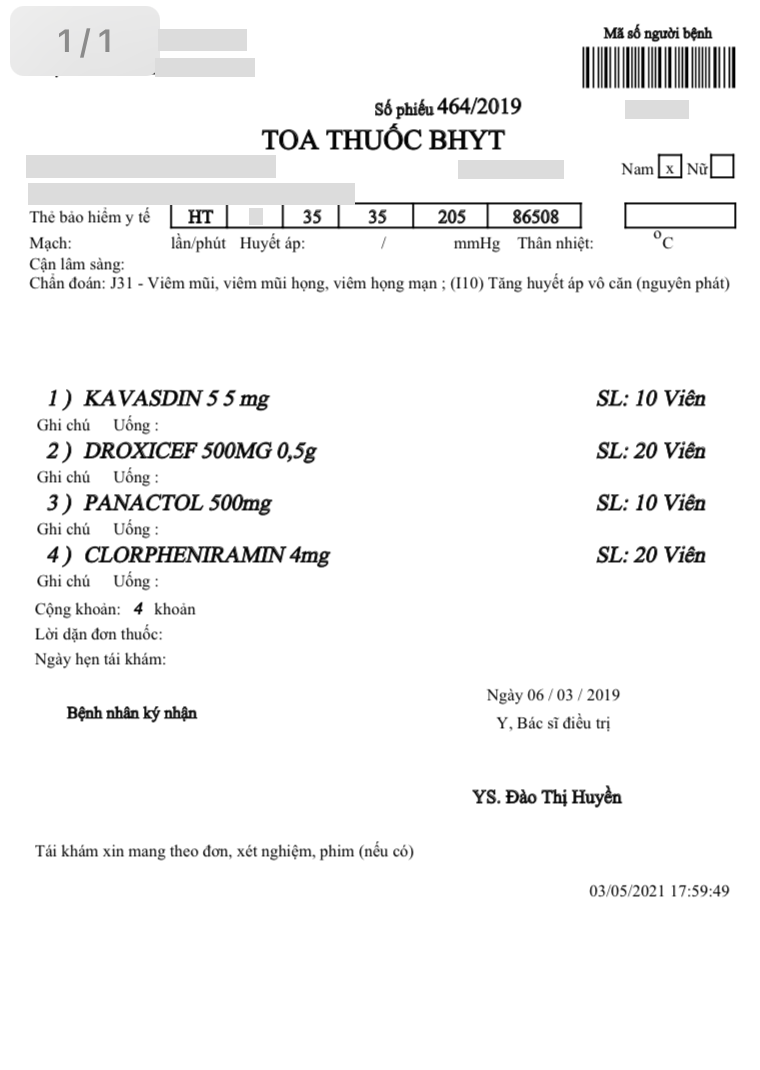 1/1
Mã số người bệnh
Số phiếu 464/2019
TOA THUỐC BHYT
Nam x Nữ
Thẻ bảo hiểm y tế HT 35 35 205 86508
Mạch: lần/phút Huyết áp: / mmHg Thân nhiệt: °C
Cận lâm sàng:
Chẩn đoán: J31 - Viêm mũi, viêm mũi họng, viêm họng mạn ; (I10) Tăng huyết áp vô căn (nguyên phát)
1 ) KAVASDIN 5 5 mg SL: 10 Viên
Ghi chú Uống :
2 ) DROXICEF 500MG 0,5g SL: 20 Viên
Ghi chú Uống :
3 ) PANACTOL 500mg SL: 10 Viên
Ghi chú Uống :
4 ) CLORPHENIRAMIN 4mg SL: 20 Viên
Ghi chú Uống :
Cộng khoản: 4 khoản
Lời dặn đơn thuốc:
Ngày hẹn tái khám:
Ngày 06 / 03 / 2019
Bệnh nhân ký nhận
Y, Bác sĩ điều trị
YS. Đào Thị Huyền
Tái khám xin mang theo đơn, xét nghiệm, phim (nếu có)
03/05/2021 17:59:49